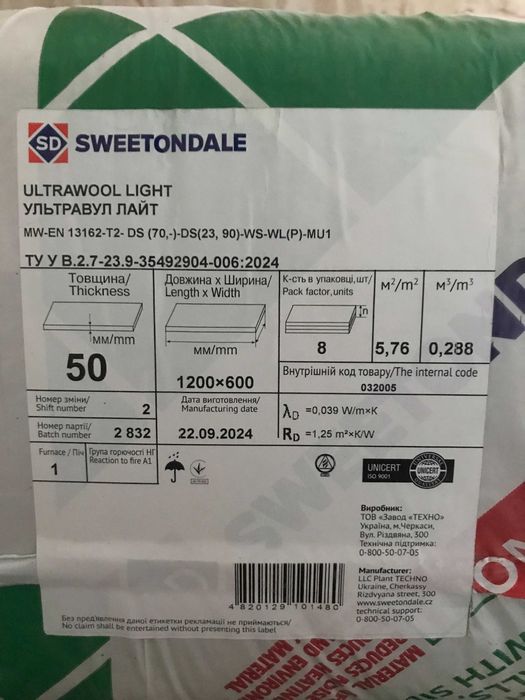 SD SWEETONDALE
ULTRAWOOL LIGHT
УЛЬТРАВУЛ ЛАЙТ
MW-EN 13162-T2- DS (70,-)-DS(23, 90)-WS-WL(P)-MU1
ТУ У В.2.7-23.9-35492904-006:2024
Товщина/
Thickness
мм/mm
50
Довжина х Ширина/
Length x Width
мм/mm
1200×600
К-сть в упаковці, шт/
Pack factor,units
n
8
м²/m²
5,76
м³/m³
0,288
Внутрішній код товару/The internal code
032005
Номер зміни/
Shift number 2
Дата виготовлення/
Manufacturing date
22.09.2024
Номер партії/
Batch number 2 832
λD =0,039 W/m×K
RD =1,25 m²×K/W
Furnace / Піч
1
Група горючості НГ
Reaction to fire A1
UNICERT
ISO 9001
UNIVERSAL
UNICERT
Виробник:
ТОВ «Завод «ТЕХНО»
Україна, м.Черкаси,
Вул. Різдвяна, 300
Технічна підтримка:
0-800-50-07-05
Manufacturer:
LLC Plant TECHNO
Ukraine, Cherkassy
Rizdvyana street, 300
www.sweetondale.cz
technical support:
0-800-50-07-05
4 820129 101480
Без пред'явлення даної етикетки рекламації не приймаються/
No claim shall be entertained without presenting this label
MATERIAL